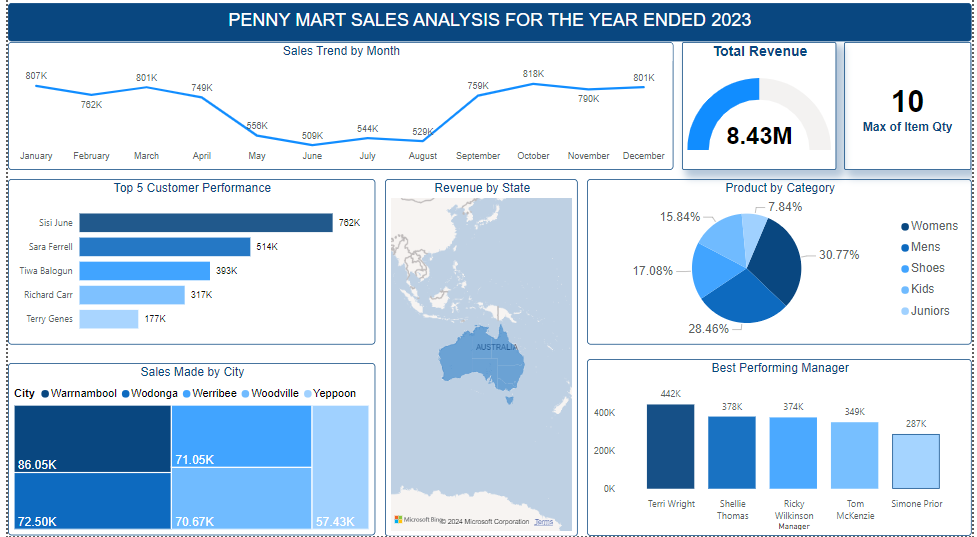 PENNY MART SALES ANALYSIS FOR THE YEAR ENDED 2023
Sales Trend by Month
807K
762K
801K
749K
556K
509K
544K
529K
759K
818K
790K
801K
January February March April May June July August September October November December
Total Revenue
8.43M
10
Max of Item Qty
Top 5 Customer Performance
Sisi June 762K
Sara Ferrell 514K
Tiwa Balogun 393K
Richard Carr 317K
Terry Genes 177K
Revenue by State
AUSTRALIA
Microsoft Bing
© 2024 Microsoft Corporation Terms
Product by Category
7.84%
15.84%
30.77%
17.08%
28.46%
Womens
Mens
Shoes
Kids
Juniors
Sales Made by City
City Warrnambool Wodonga Werribee Woodville Yeppoon
86.05K
71.05K
72.50K
70.67K
57.43K
Best Performing Manager
442K
378K
374K
349K
287K
400K
200K
0K
Terri Wright
Shellie Thomas
Ricky Wilkinson
Tom McKenzie
Simone Prior
Manager